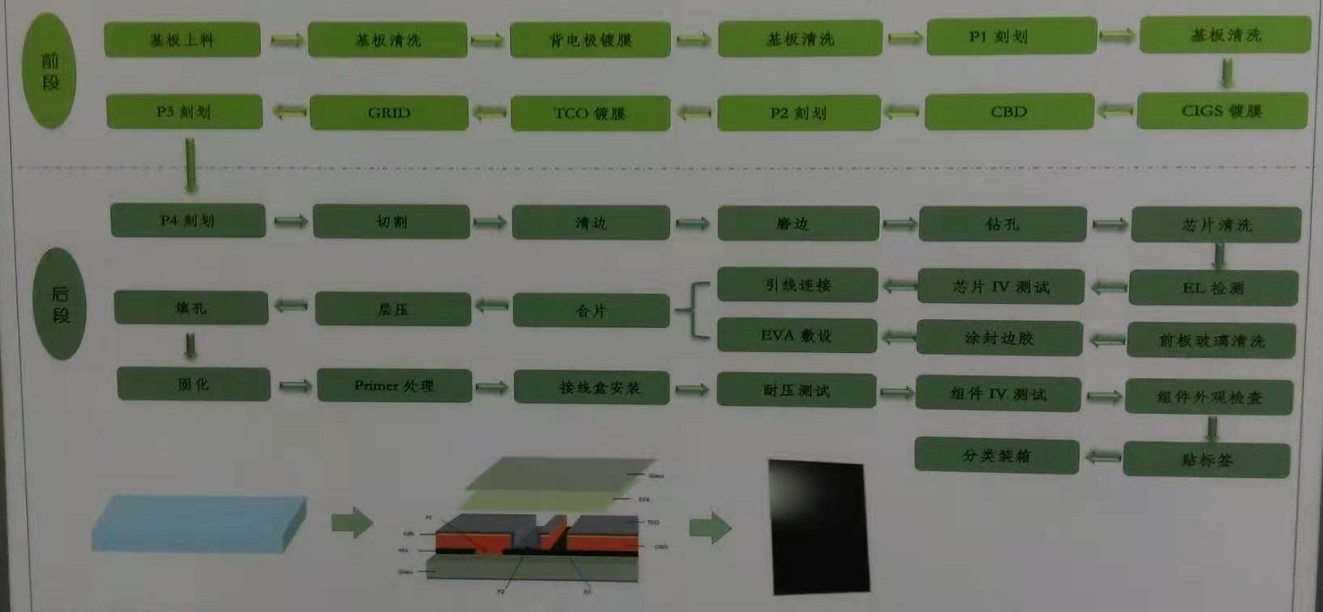 前段
基板上料
基板清洗
背电极镀膜
基板清洗
P1 刻划
基板清洗
CIGS 镀膜
CBD
P2 刻划
TCO 镀膜
GRID
P3 刻划
后段
P4 刻划
切割
清边
磨边
钻孔
芯片清洗
EL 检测
芯片 IV 测试
引线连接
前板玻璃清洗
涂封边胶
EVA 敷设
合片
层压
填孔
固化
Primer 处理
接线盒安装
耐压测试
组件 IV 测试
组件外观检查
贴标签
分类装箱
Glass
EVA
TCO
CIGS
P1
Glass
P2